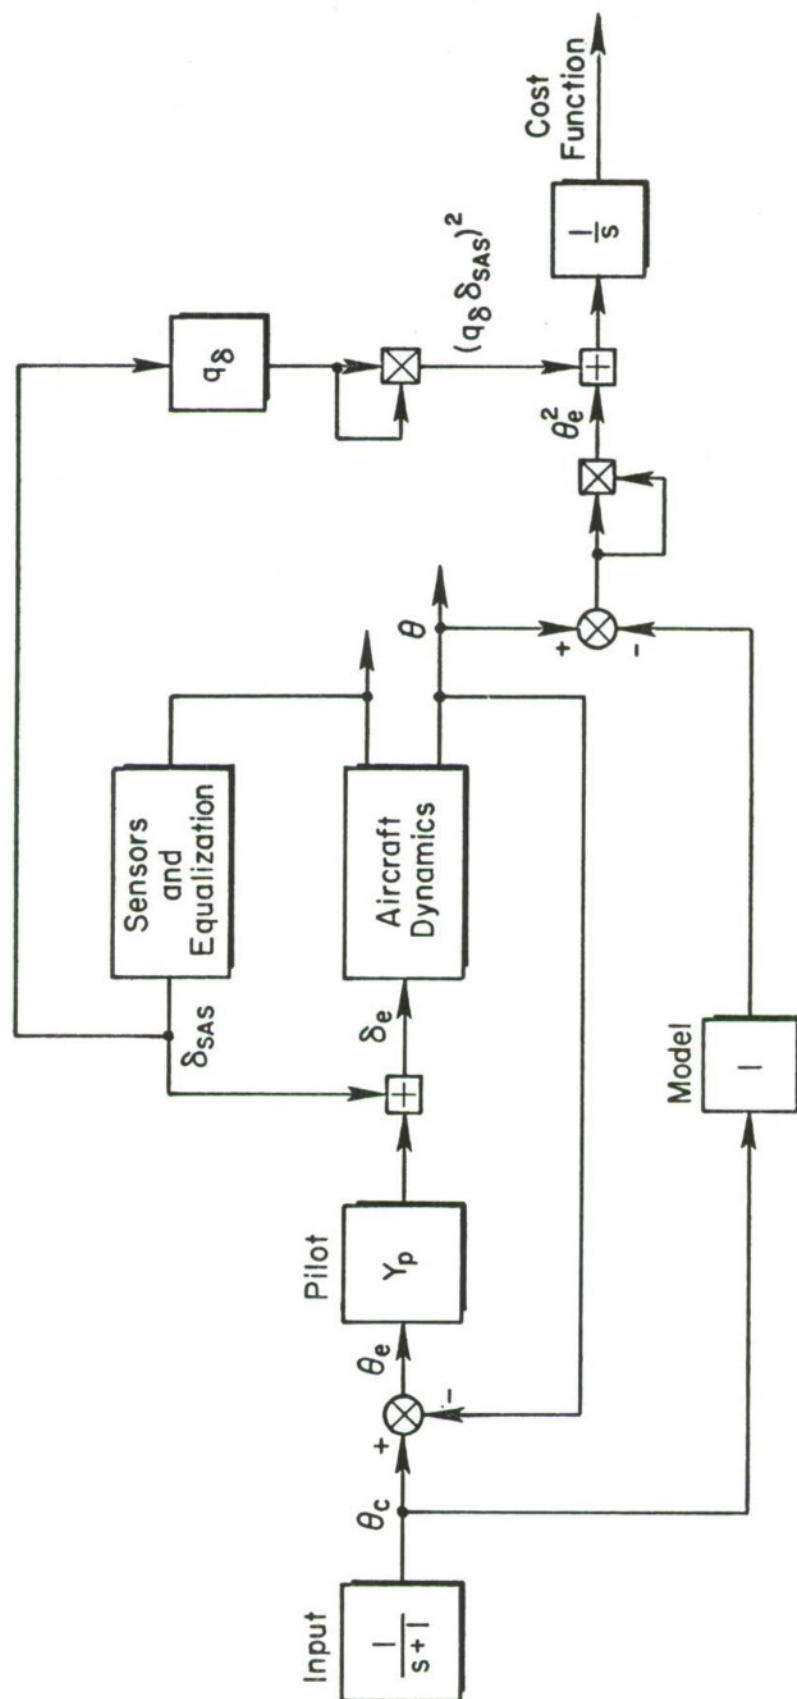 Input
1
s+1
θc
+
-
θe
Pilot
Yp
+
δe
δSAS
Sensors
and
Equalization
Aircraft
Dynamics
θ
Model
1
+
-
qδ
(qδ δSAS)²
θe²
+
1
s
Cost
Function